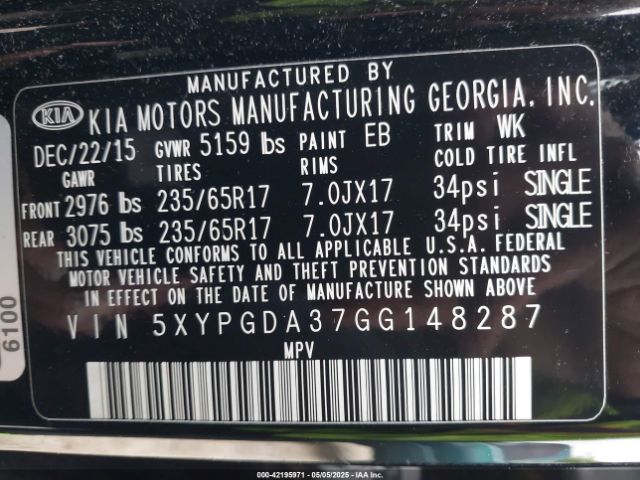 MANUFACTURED BY
KIA KIA MOTORS MANUFACTURING GEORGIA, INC.
DEC/22/15 GVWR 5159 lbs PAINT EB TRIM WK
GAWR TIRES RIMS COLD TIRE INFL
FRONT 2976 lbs 235/65R17 7.0JX17 34psi SINGLE
REAR 3075 lbs 235/65R17 7.0JX17 34psi SINGLE
THIS VEHICLE CONFORMS TO ALL APPLICABLE U.S.A. FEDERAL
MOTOR VEHICLE SAFETY AND THEFT PREVENTION STANDARDS
IN EFFECT ON THE DATE OF MANUFACTURE SHOWN ABOVE.
VIN 5XYPGDA37GG148287
MPV
6100
000-42195971 - 05/05/2025 - IAA Inc.